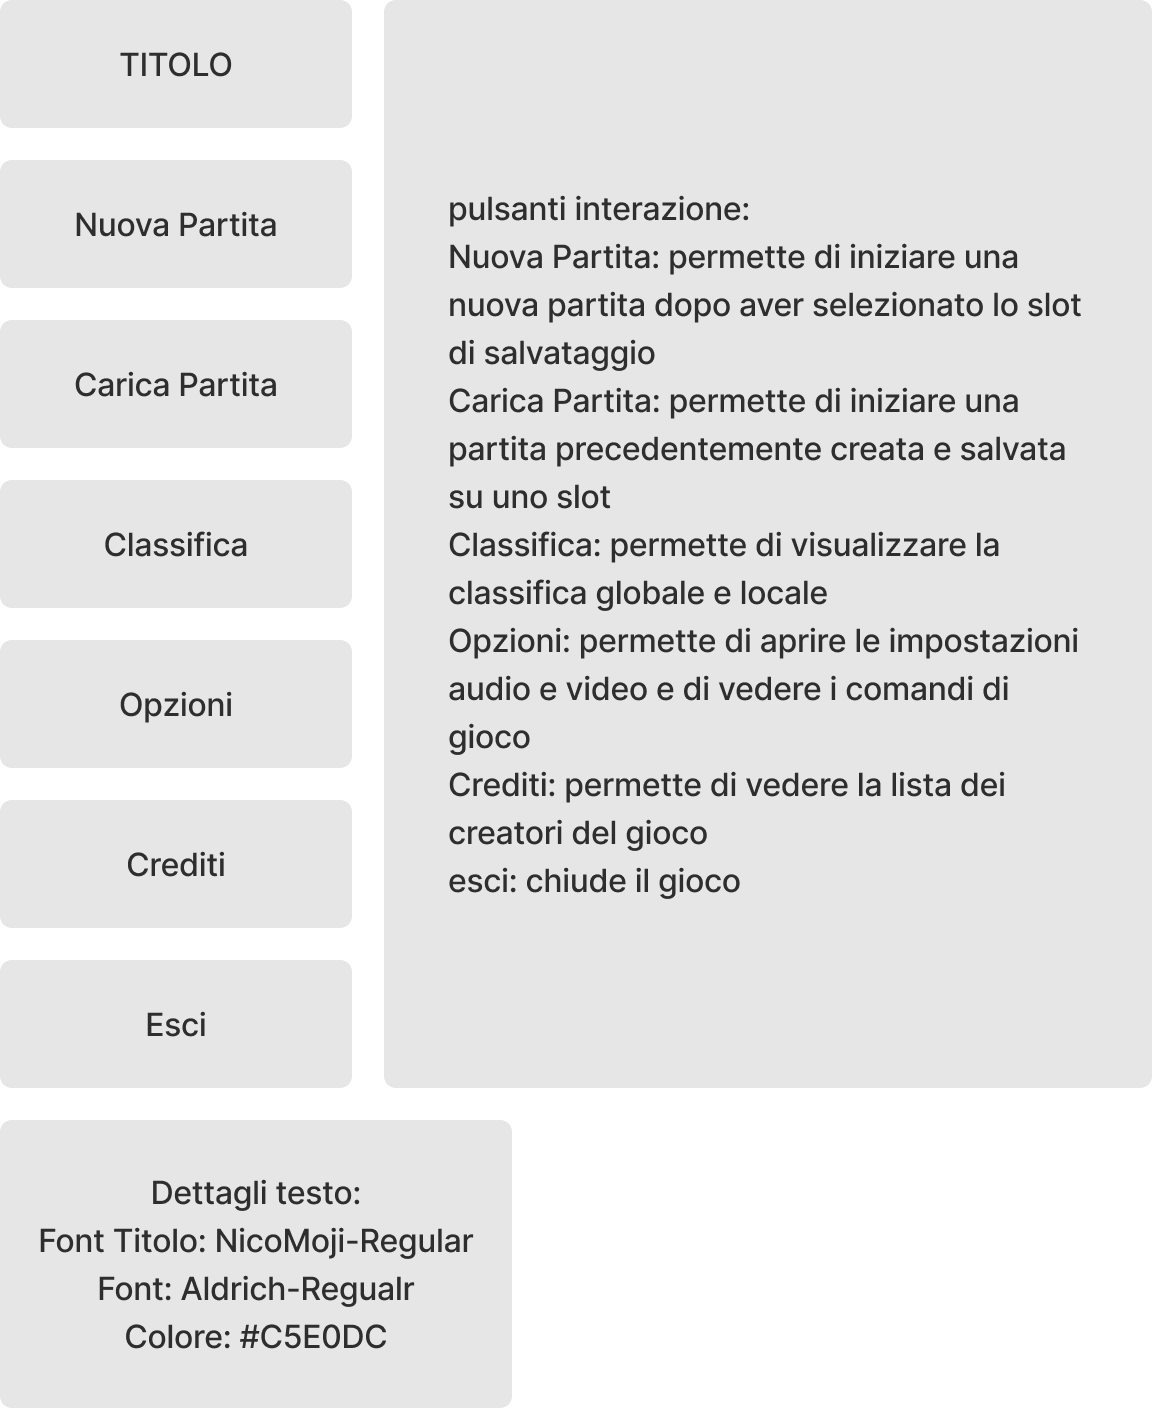 TITOLO
Nuova Partita
Carica Partita
Classifica
Opzioni
Crediti
Esci
pulsanti interazione:
Nuova Partita: permette di iniziare una
nuova partita dopo aver selezionato lo slot
di salvataggio
Carica Partita: permette di iniziare una
partita precedentemente creata e salvata
su uno slot
Classifica: permette di visualizzare la
classifica globale e locale
Opzioni: permette di aprire le impostazioni
audio e video e di vedere i comandi di
gioco
Crediti: permette di vedere la lista dei
creatori del gioco
esci: chiude il gioco
Dettagli testo:
Font Titolo: NicoMoji-Regular
Font: Aldrich-Regualr
Colore: #C5E0DC